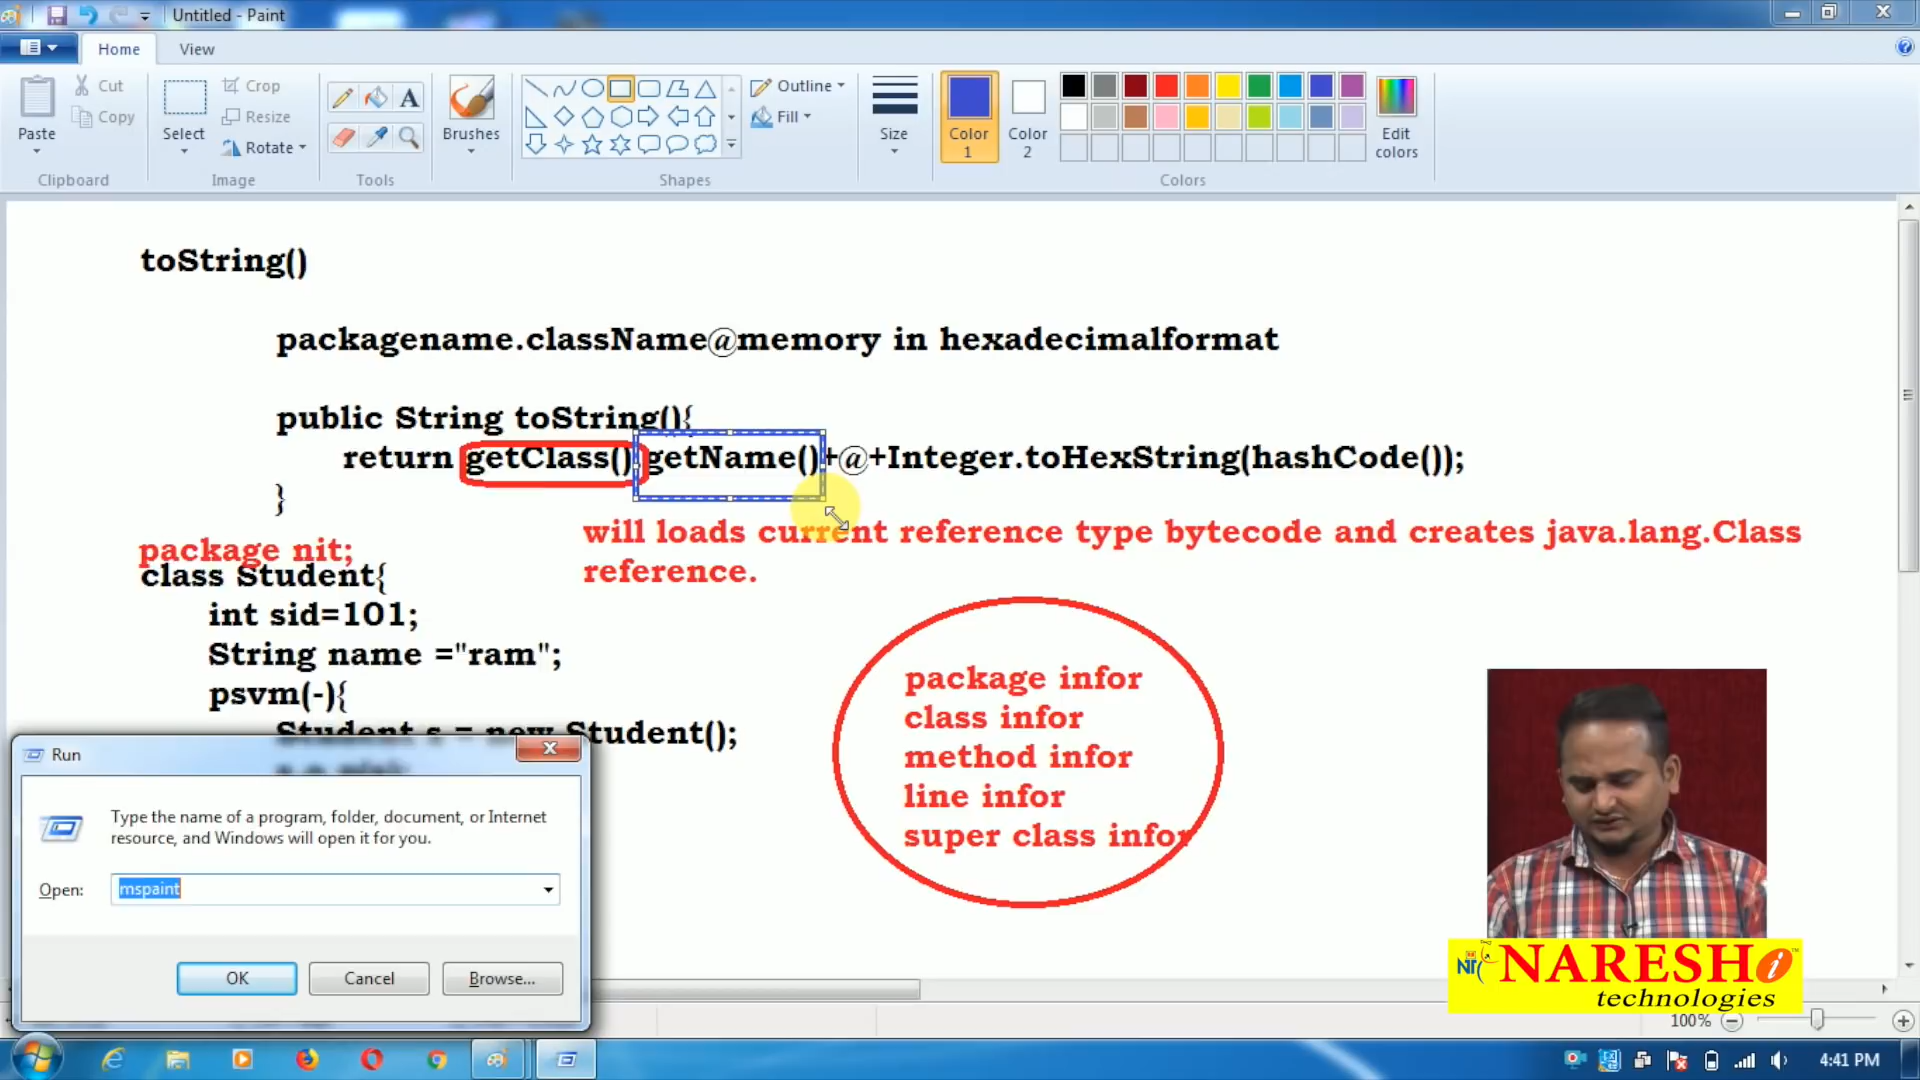 Untitled - Paint
Home
View
Cut
Copy
Paste
Clipboard
Crop
Resize
Rotate
Select
Image
Tools
Brushes
Outline
Fill
Shapes
Size
Color
1
Color
2
Edit
colors
Colors
toString()
packagename.className@memory in hexadecimalformat
public String toString(){
return getClass() getName()+@+Integer.toHexString(hashCode());
}
will loads current reference type bytecode and creates java.lang.Class
reference.
package nit;
class Student{
int sid=101;
String name ="ram";
psvm(-){
Student s = new Student();
package infor
class infor
method infor
line infor
super class infor
Run
Type the name of a program, folder, document, or Internet
resource, and Windows will open it for you.
Open:
mspaint
OK
Cancel
Browse...
NARESH i
technologies
100%
4:41 PM